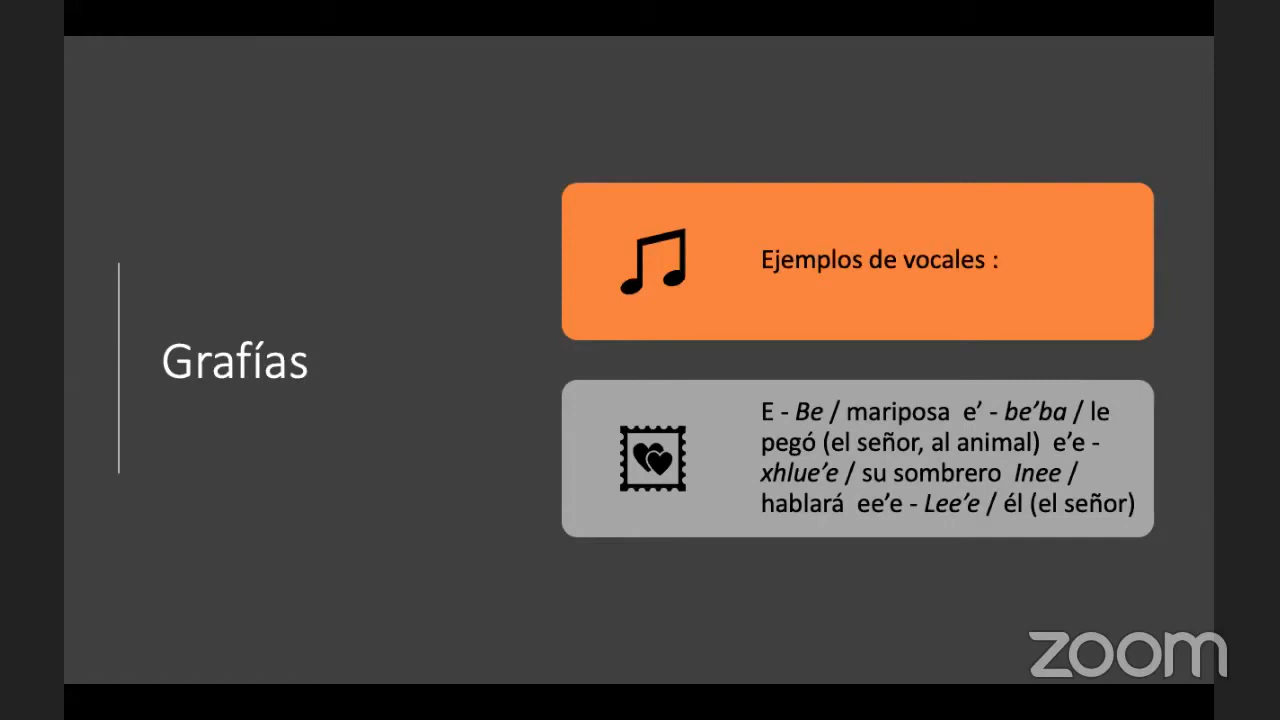 Grafías
Ejemplos de vocales :
E - Be / mariposa  e’ - be’ba / le
pegó (el señor, al animal)  e’e -
xhlue’e / su sombrero  Inee /
hablará  ee’e - Lee’e / él (el señor)
zoom